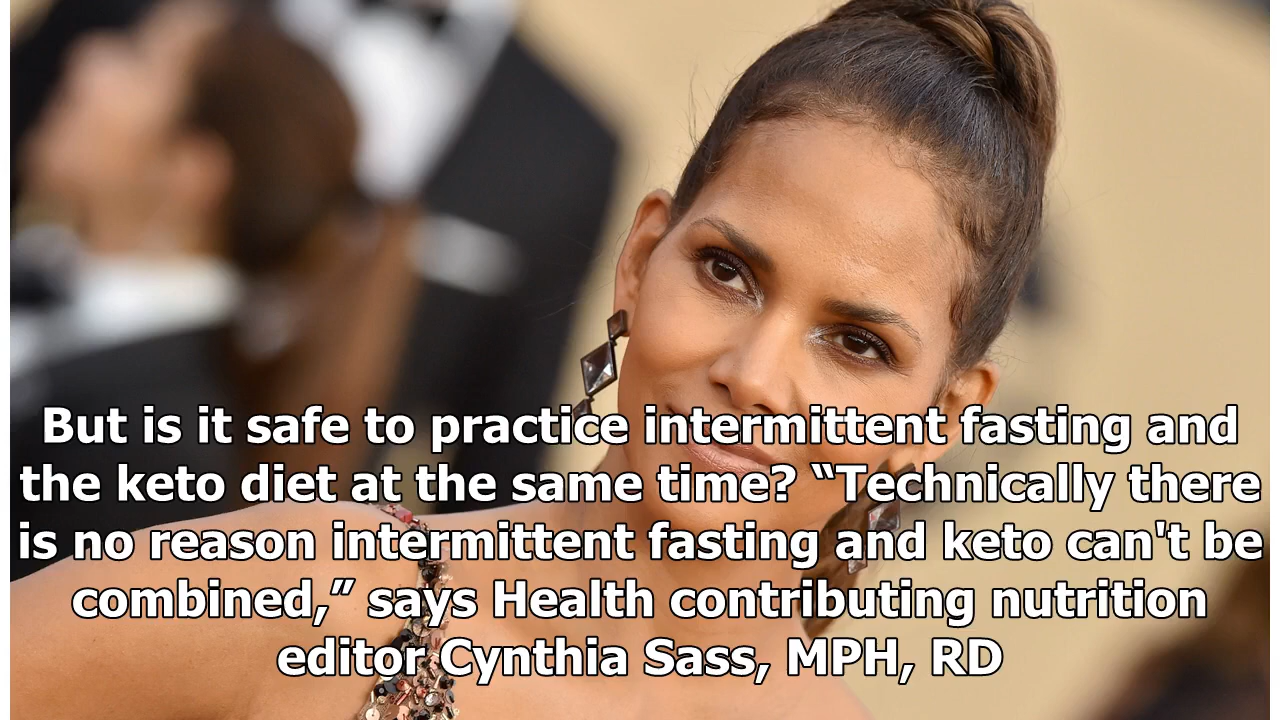 But is it safe to practice intermittent fasting and
the keto diet at the same time? “Technically there
is no reason intermittent fasting and keto can't be
combined,” says Health contributing nutrition
editor Cynthia Sass, MPH, RD